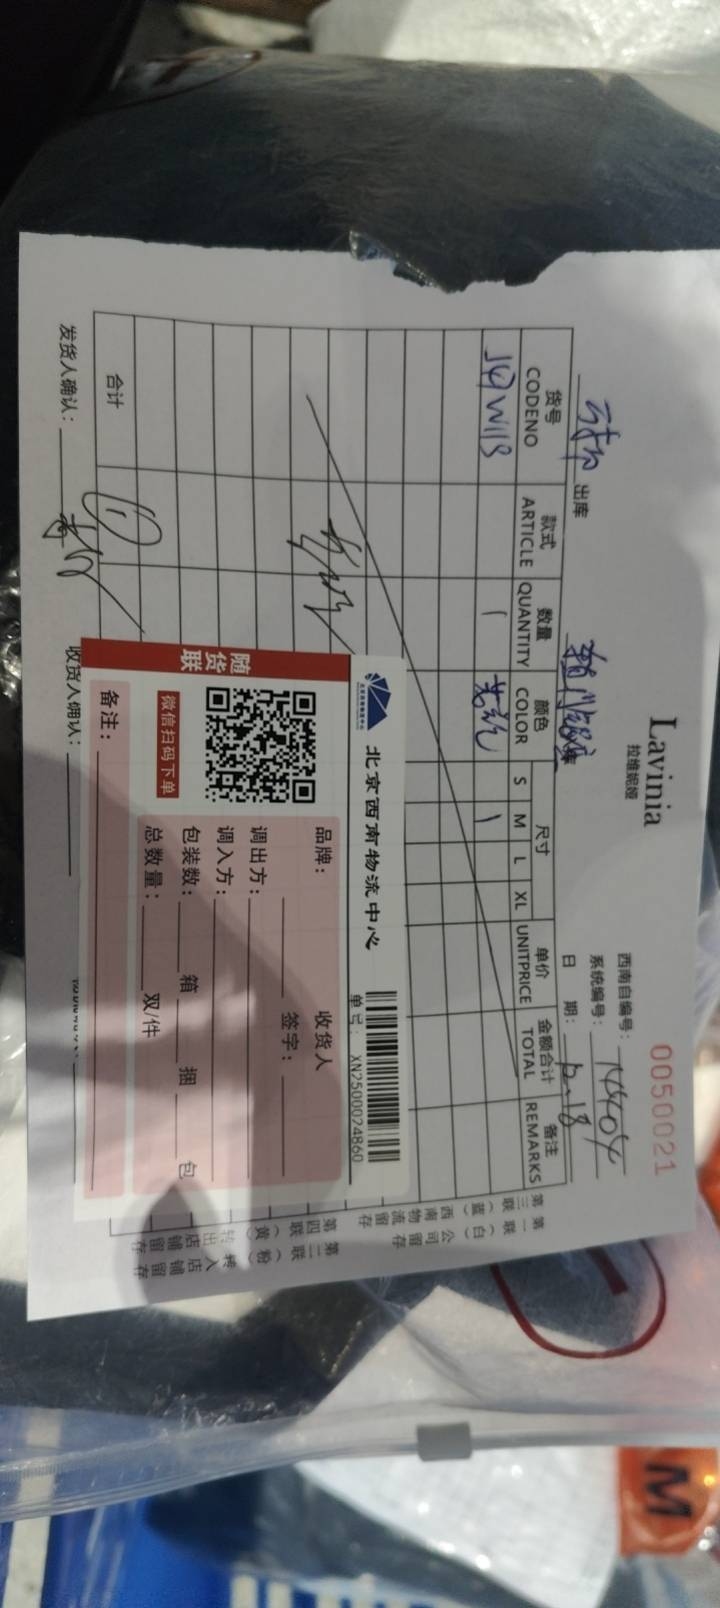 Lavinia
拉维妮娅
0050021
西南自编号：
系统编号：
出库
日 期：
货号 款式 数量 颜色 尺寸 单价 金额合计 备注
CODENO ARTICLE QUANTITY COLOR S M L XL UNITPRICE TOTAL REMARKS
1 1
合计
发货人确认：
收货人确认：
第一联（白）公司留存
第二联（粉）转入店铺留存
第三联（蓝）西南物流留存
第四联（黄）转出店铺留存
北京西南物流中心
单号： XN2500024860
随货联
微信扫码下单
品牌： 收货人
签字：
调出方：
调入方：
包装数： 箱 捆 包
总数量： 双/件
备注：
M